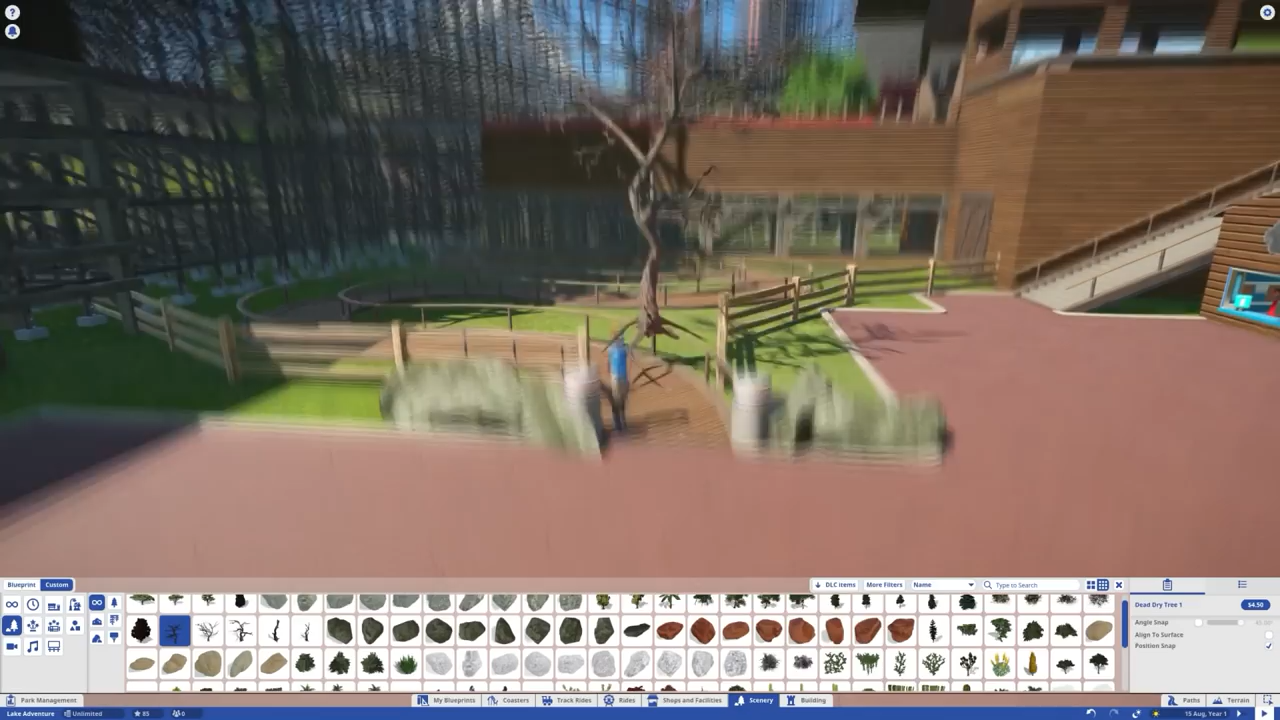 ?
Blueprint Custom
DLC items More Filters Name Type to Search
Dead Dry Tree 1 $4.50
Angle Snap
Align To Surface
Position Snap
Park Management My Blueprints Coasters Track Rides Rides Shops and Facilities Scenery Building Paths Terrain
Lake Adventure Unlimited 85 0 15 Aug, Year 1